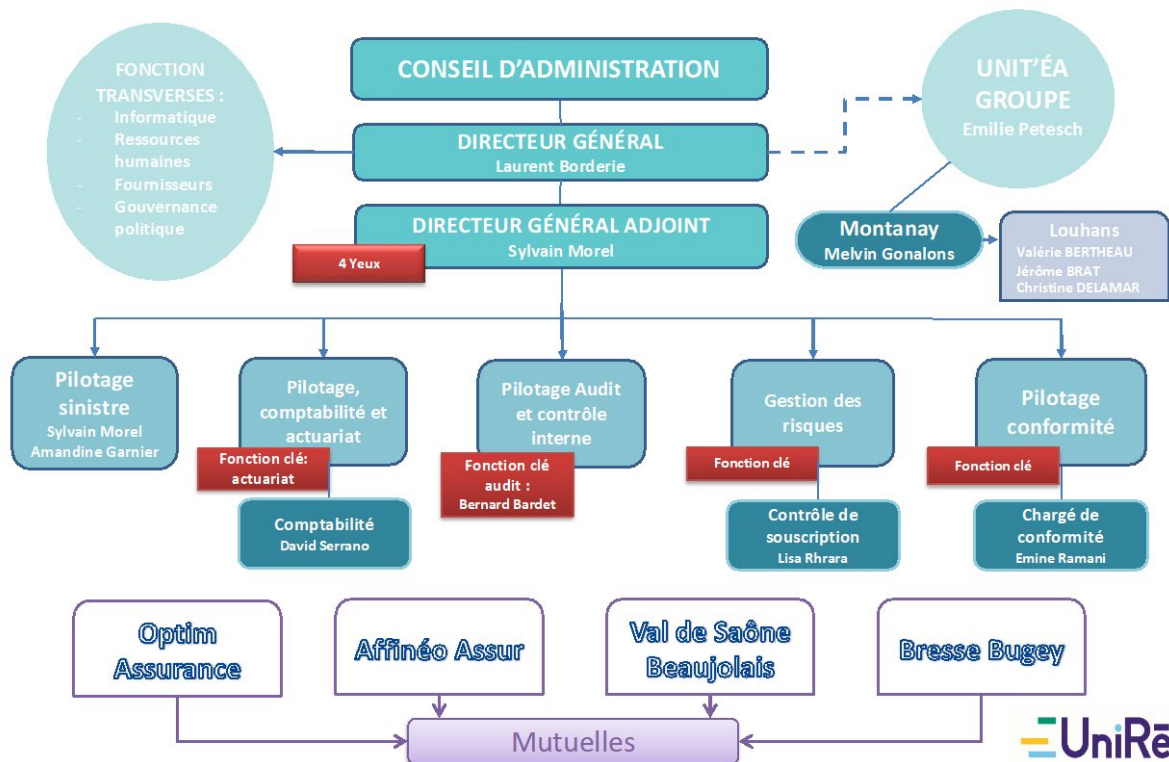 FONCTION
TRANSVERSES :
- Informatique
- Ressources
humaines
- Fournisseurs
- Gouvernance
politique
CONSEIL D'ADMINISTRATION
DIRECTEUR GÉNÉRAL
Laurent Borderie
DIRECTEUR GÉNÉRAL ADJOINT
Sylvain Morel
4 Yeux
UNIT'ÉA
GROUPE
Emilie Petesch
Montanay
Melvin Gonalons
Louhans
Valérie BERTHEAU
Jérôme BRAT
Christine DELAMAR
Pilotage
sinistre
Sylvain Morel
Amandine Garnier
Pilotage,
comptabilité et
actuariat
Fonction clé:
actuariat
Comptabilité
David Serrano
Pilotage Audit
et contrôle
interne
Fonction clé
audit :
Bernard Bardet
Gestion des
risques
Fonction clé
Contrôle de
souscription
Lisa Rhrara
Pilotage
conformité
Fonction clé
Chargé de
conformité
Emine Ramani
Optim
Assurance
Affinéo Assur
Val de Saône
Beaujolais
Bresse Bugey
Mutuelles
UniRē